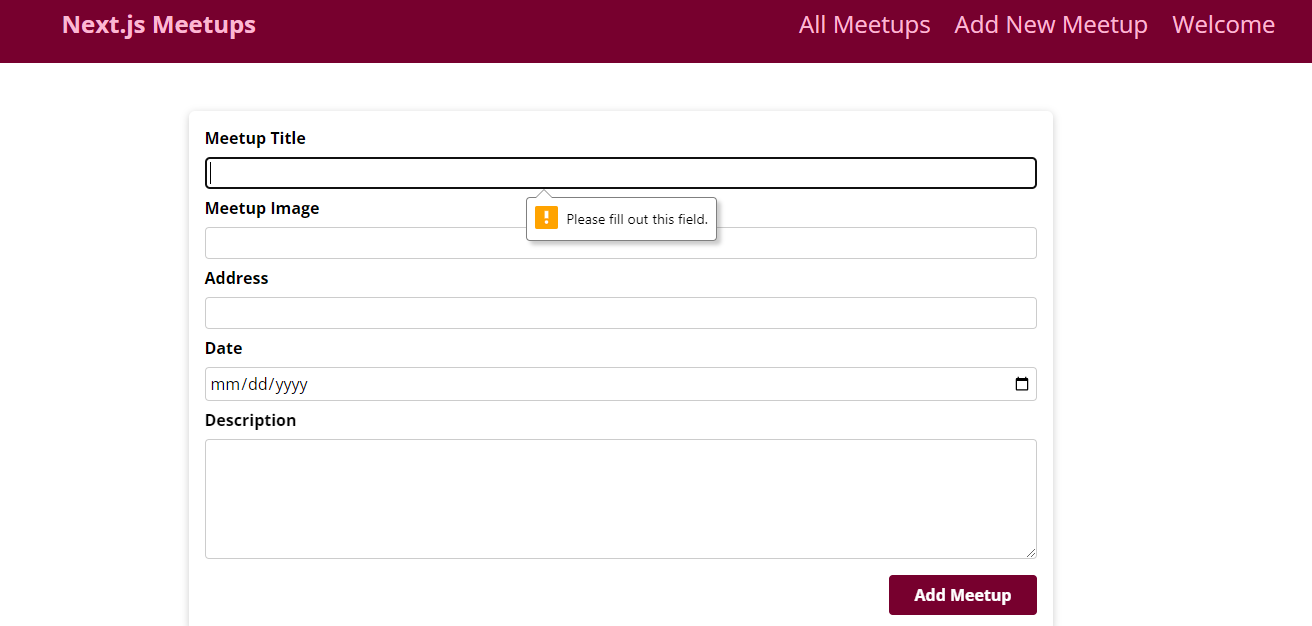 Next.js Meetups All Meetups Add New Meetup Welcome
Meetup Title
Please fill out this field.
Meetup Image
Address
Date
mm/dd/yyyy
Description
Add Meetup